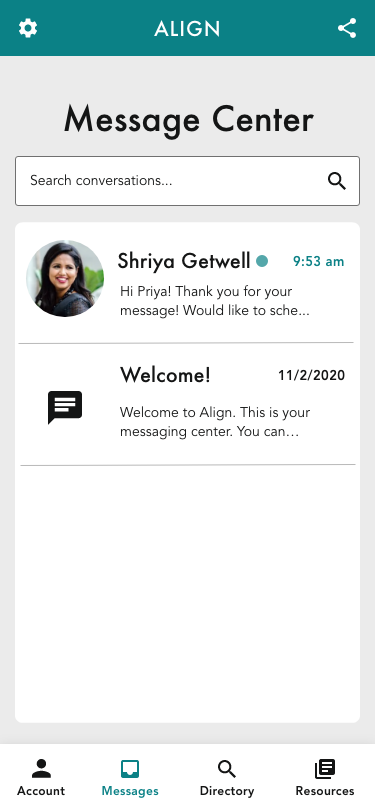 ALIGN
Message Center
Search conversations...
Shriya Getwell
9:53 am
Hi Priya! Thank you for your
message! Would like to sche...
Welcome!
11/2/2020
Welcome to Align. This is your
messaging center. You can...
Account
Messages
Directory
Resources